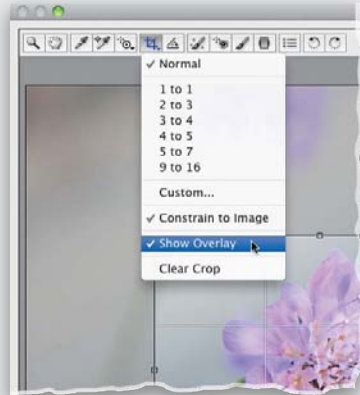 ✓ Normal
1 to 1
2 to 3
3 to 4
4 to 5
5 to 7
9 to 16
Custom...
✓ Constrain to Image
✓ Show Overlay
Clear Crop